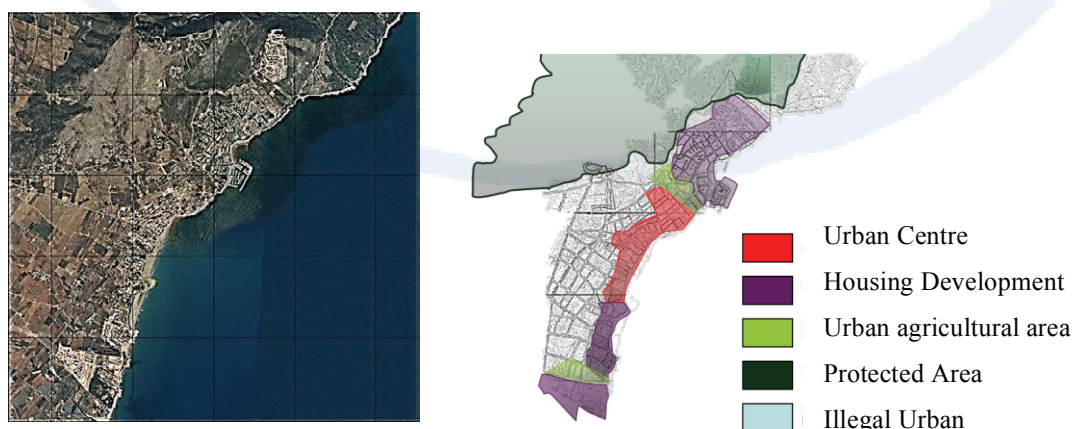 Urban Centre
Housing Development
Urban agricultural area
Protected Area
Illegal Urban